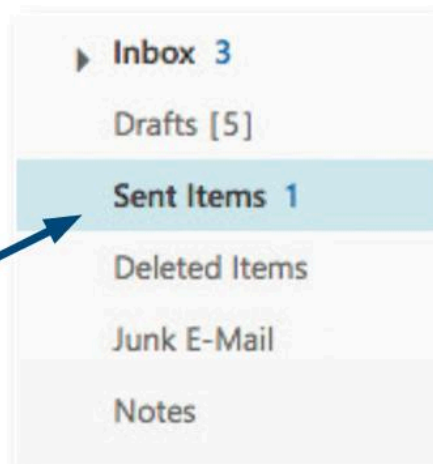 Inbox 3
Drafts [5]
Sent Items 1
Deleted Items
Junk E-Mail
Notes